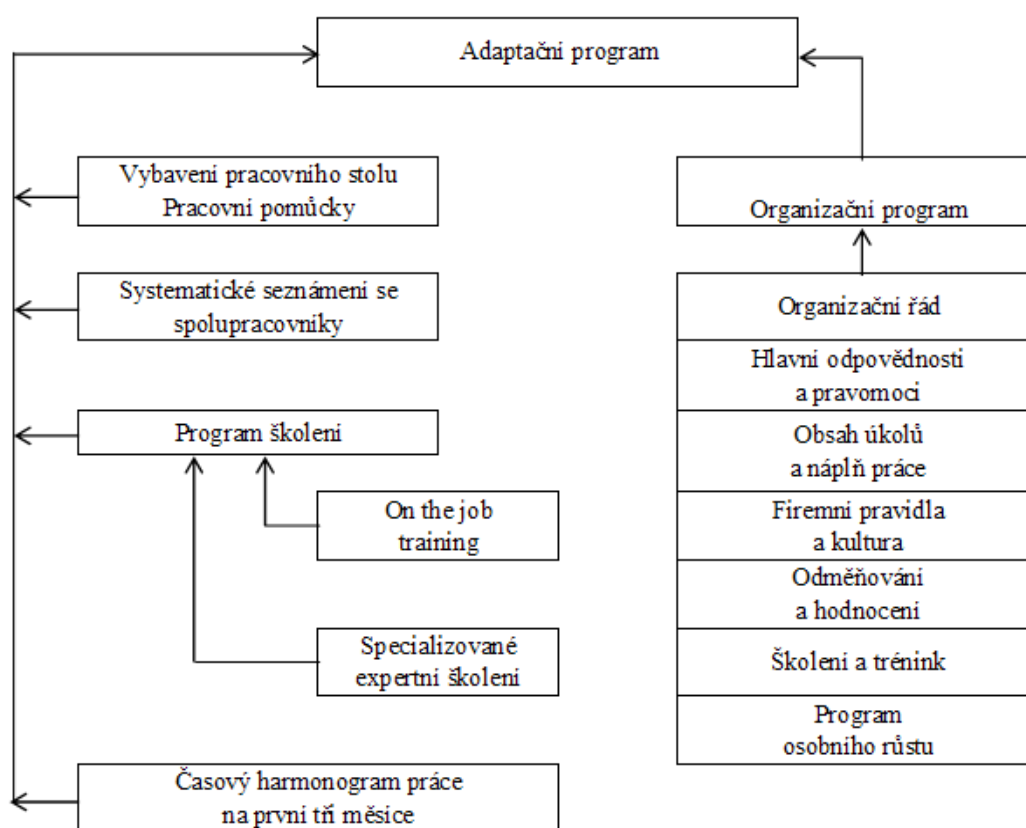 Adaptační program
Vybavení pracovního stolu
Pracovní pomůcky
Systematické seznámení se
spolupracovníky
Program školení
On the job
training
Specializované
expertní školení
Časový harmonogram práce
na první tři měsíce
Organizační program
Organizační řád
Hlavní odpovědnosti
a pravomoci
Obsah úkolů
a náplň práce
Firemní pravidla
a kultura
Odměňování
a hodnocení
Školení a trénink
Program
osobního růstu